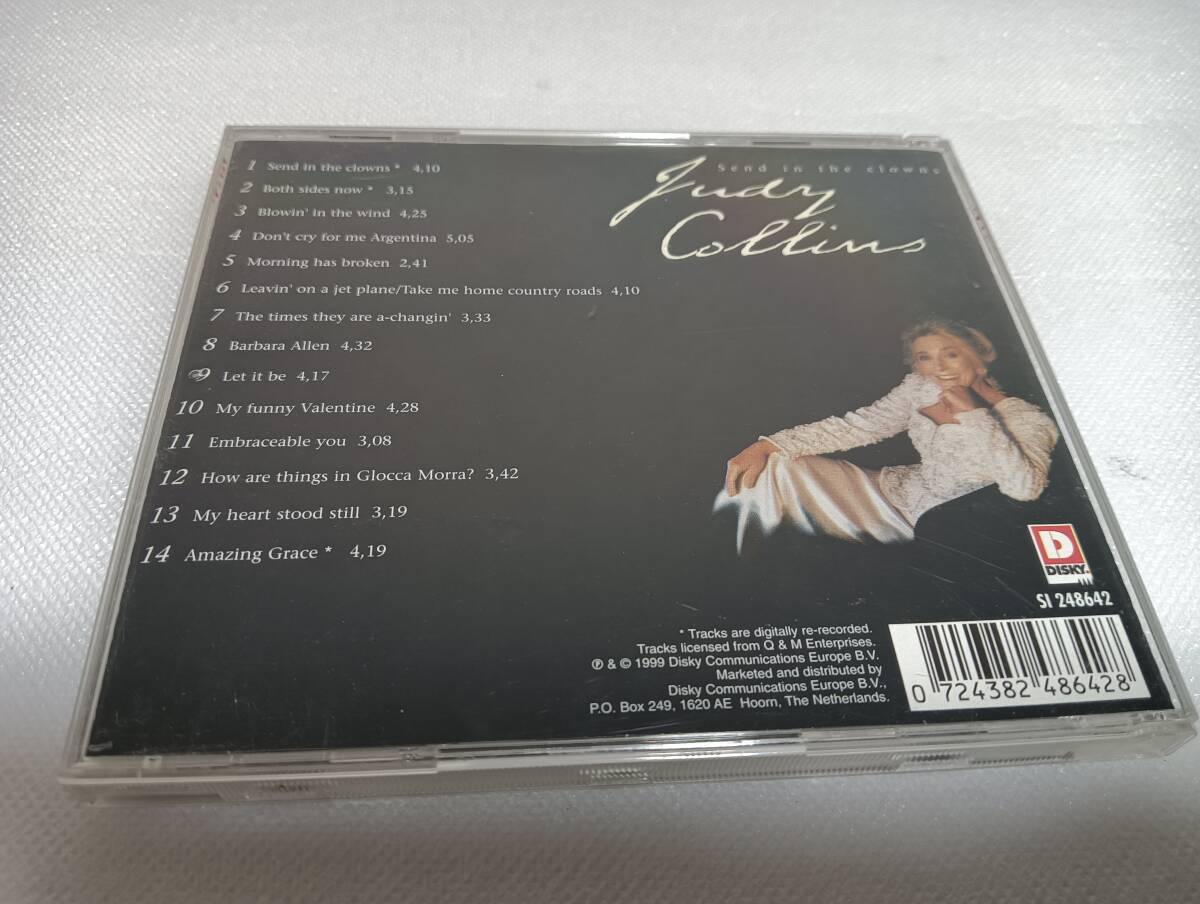 1 Send in the clowns * 4,10
2 Both sides now * 3,15
3 Blowin' in the wind 4,25
4 Don't cry for me Argentina 5,05
5 Morning has broken 2,41
6 Leavin' on a jet plane/Take me home country roads 4,10
7 The times they are a-changin' 3,33
8 Barbara Allen 4,32
9 Let it be 4,17
10 My funny Valentine 4,28
11 Embraceable you 3,08
12 How are things in Glocca Morra? 3,42
13 My heart stood still 3,19
14 Amazing Grace * 4,19
Send in the clowns
Judy
Collins
D
DISKY.
SI 248642
* Tracks are digitally re-recorded.
Tracks licensed from Q & M Enterprises.
℗ & © 1999 Disky Communications Europe B.V.
Marketed and distributed by
Disky Communications Europe B.V.,
P.O. Box 249, 1620 AE Hoorn, The Netherlands.
0 724382 486428